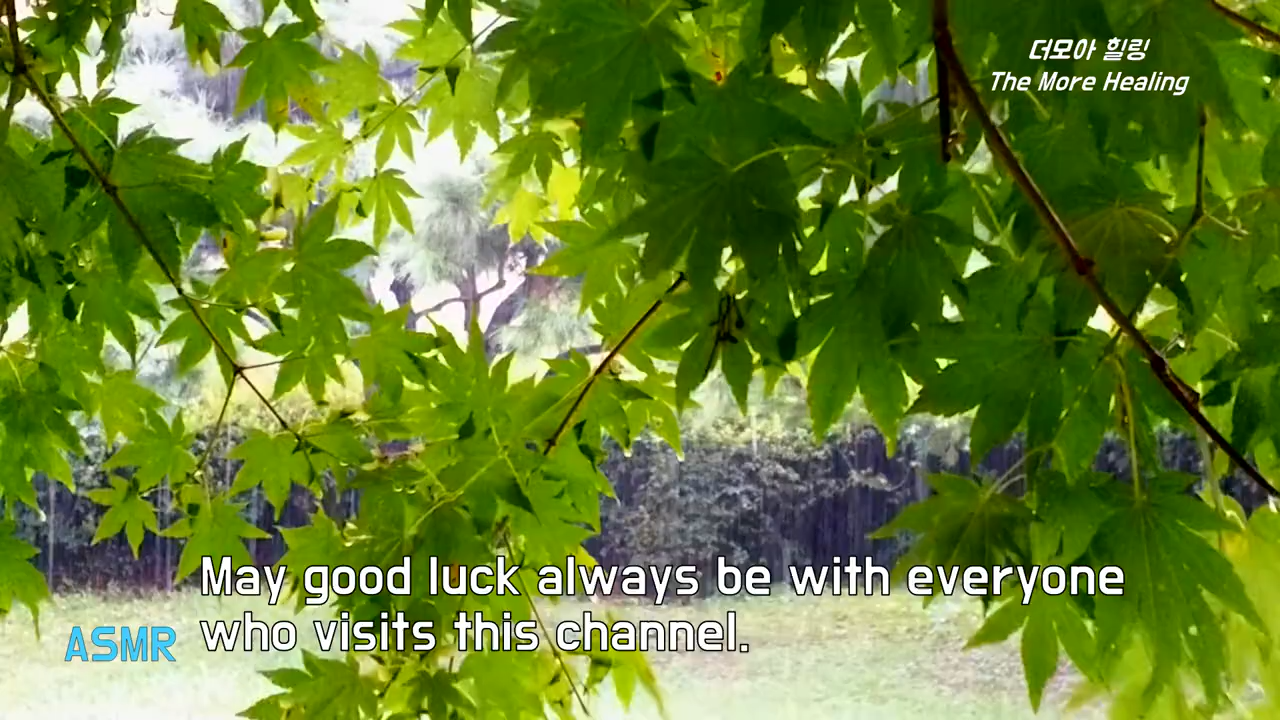 더모아 힐링
The More Healing
May good luck always be with everyone
who visits this channel.
ASMR